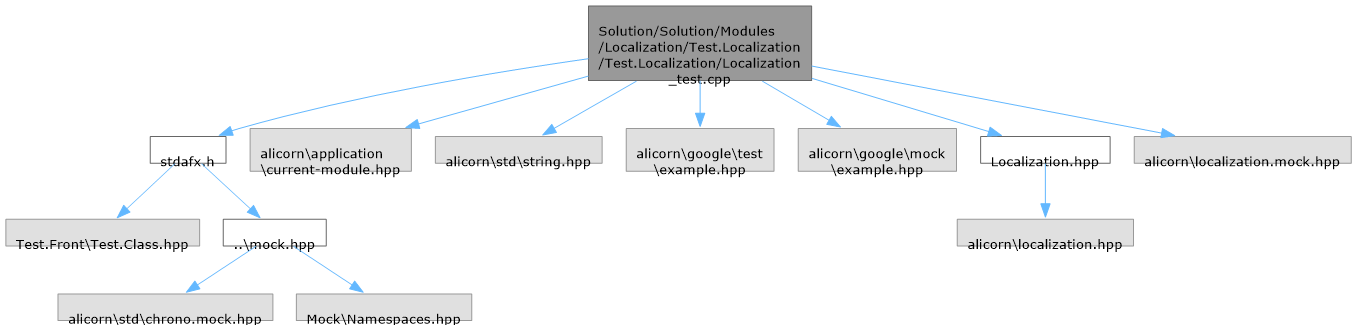 Solution/Solution/Modules
/Localization/Test.Localization
/Test.Localization/Localization
_test.cpp
stdafx.h
alicorn\application
\current-module.hpp
alicorn\std\string.hpp
alicorn\google\test
\example.hpp
alicorn\google\mock
\example.hpp
Localization.hpp
alicorn\localization.mock.hpp
Test.Front\Test.Class.hpp
..\mock.hpp
alicorn\localization.hpp
alicorn\std\chrono.mock.hpp
Mock\Namespaces.hpp